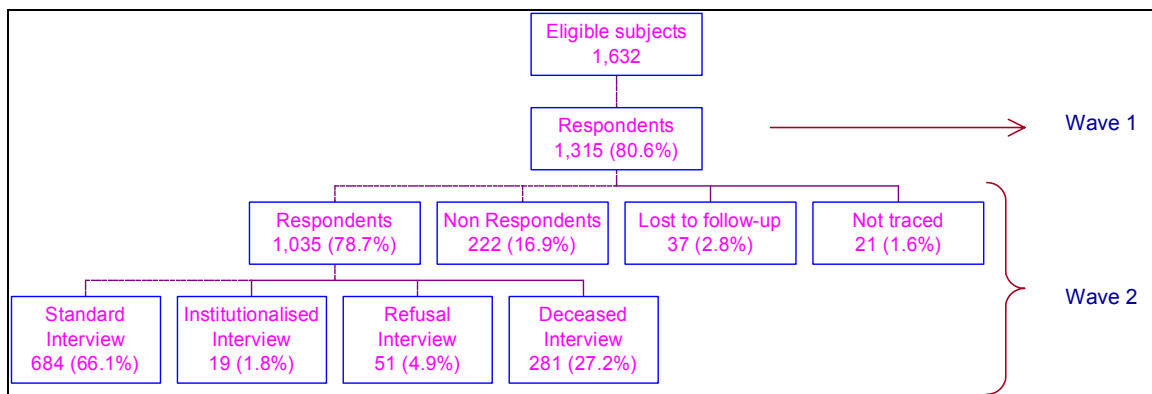 Eligible subjects
1,632
Respondents
1,315 (80.6%)
Wave 1
Respondents
1,035 (78.7%)
Non Respondents
222 (16.9%)
Lost to follow-up
37 (2.8%)
Not traced
21 (1.6%)
Standard
Interview
684 (66.1%)
Institutionalised
Interview
19 (1.8%)
Refusal
Interview
51 (4.9%)
Deceased
Interview
281 (27.2%)
Wave 2